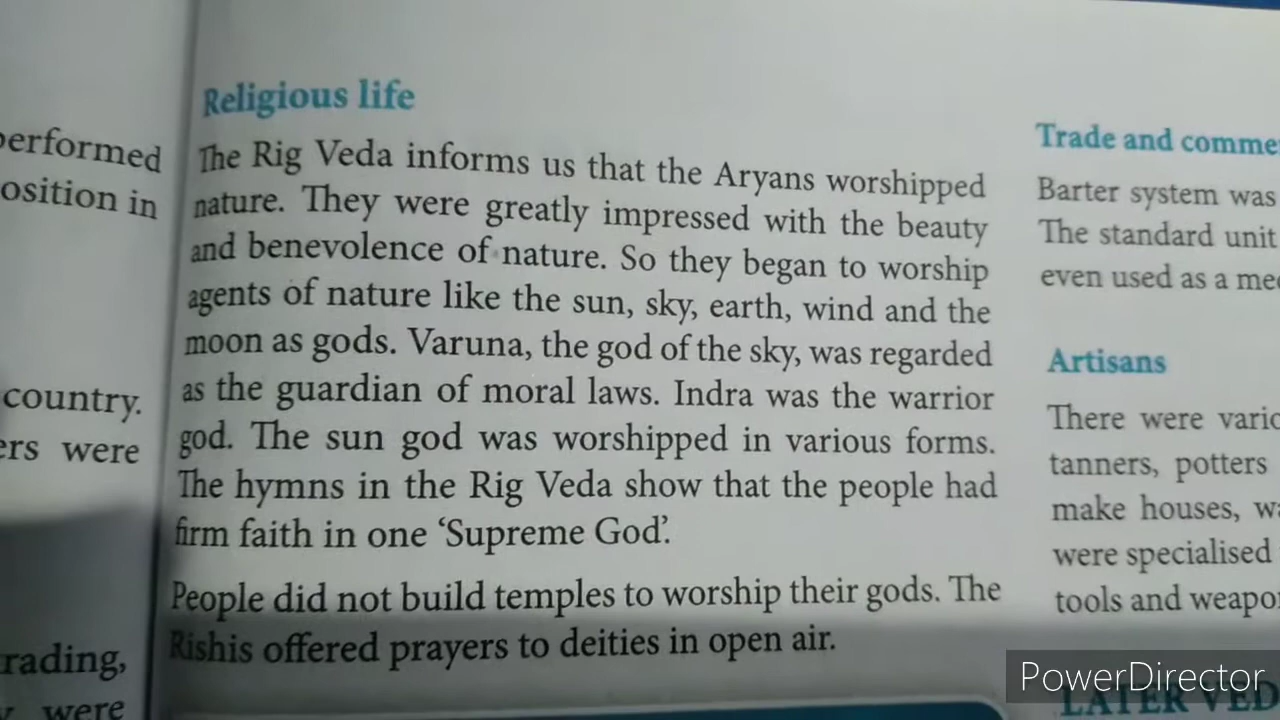 performed
osition in
country.
ers were
rading,
were
Religious life
The Rig Veda informs us that the Aryans worshipped
nature. They were greatly impressed with the beauty
and benevolence of nature. So they began to worship
agents of nature like the sun, sky, earth, wind and the
moon as gods. Varuna, the god of the sky, was regarded
as the guardian of moral laws. Indra was the warrior
god. The sun god was worshipped in various forms.
The hymns in the Rig Veda show that the people had
firm faith in one ‘Supreme God’.
People did not build temples to worship their gods. The
Rishis offered prayers to deities in open air.
Trade and comme
Barter system was
The standard unit
even used as a me
Artisans
There were vario
tanners, potters
make houses, wa
were specialised
tools and weapo
LATER VED
PowerDirector